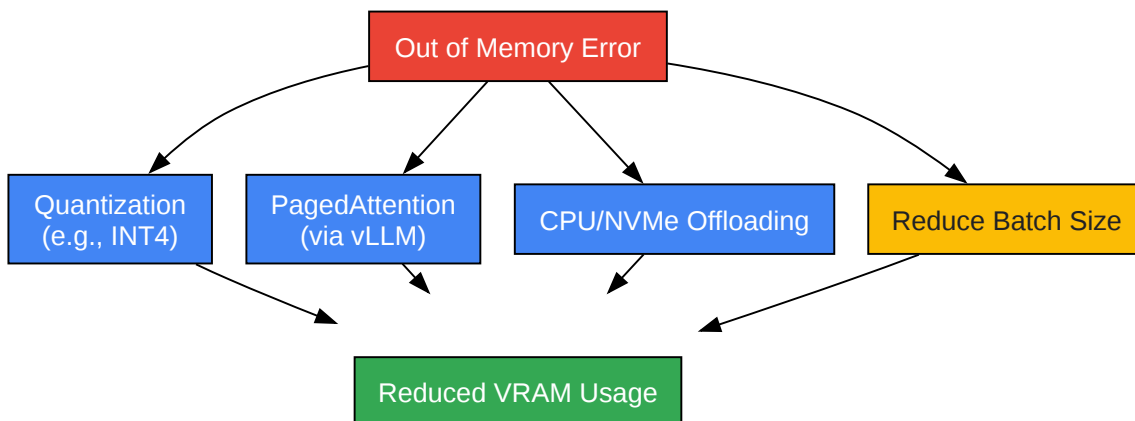 Out of Memory Error
Quantization
(e.g., INT4)
PagedAttention
(via vLLM)
CPU/NVMe Offloading
Reduce Batch Size
Reduced VRAM Usage